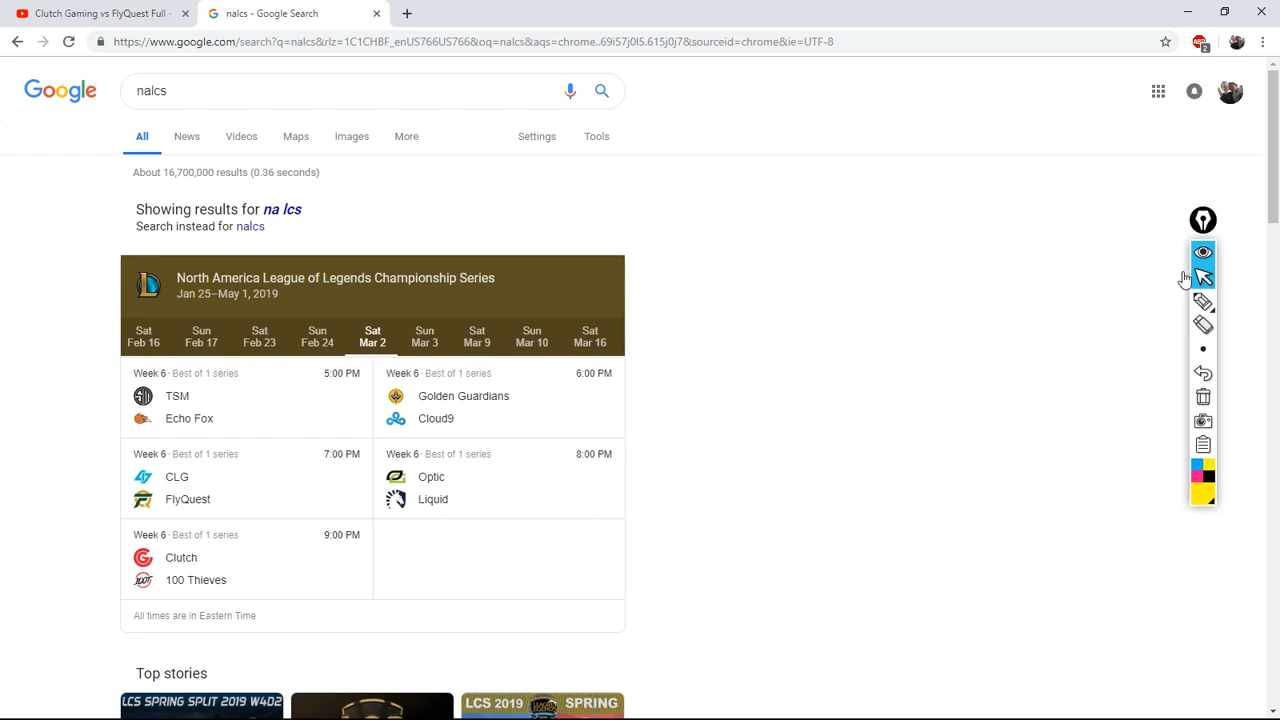 Clutch Gaming vs FlyQuest Full -
nalcs - Google Search
https://www.google.com/search?q=nalcs&rlz=1C1CHBF_enUS766US766&oq=nalcs&aqs=chrome..69i57j0l5.615j0j7&sourceid=chrome&ie=UTF-8
ABP
2
Google
nalcs
All
News
Videos
Maps
Images
More
Settings
Tools
About 16,700,000 results (0.36 seconds)
Showing results for na lcs
Search instead for nalcs
North America League of Legends Championship Series
Jan 25–May 1, 2019
Sat Feb 16
Sun Feb 17
Sat Feb 23
Sun Feb 24
Sat Mar 2
Sun Mar 3
Sat Mar 9
Sun Mar 10
Sat Mar 16
Week 6 · Best of 1 series 5:00 PM
TSM
Echo Fox
Week 6 · Best of 1 series 6:00 PM
Golden Guardians
Cloud9
Week 6 · Best of 1 series 7:00 PM
CLG
FlyQuest
Week 6 · Best of 1 series 8:00 PM
Optic
Liquid
Week 6 · Best of 1 series 9:00 PM
Clutch
100 Thieves
All times are in Eastern Time
Top stories
LCS SPRING SPLIT 2019 W4D2
LCS 2019 SPRING